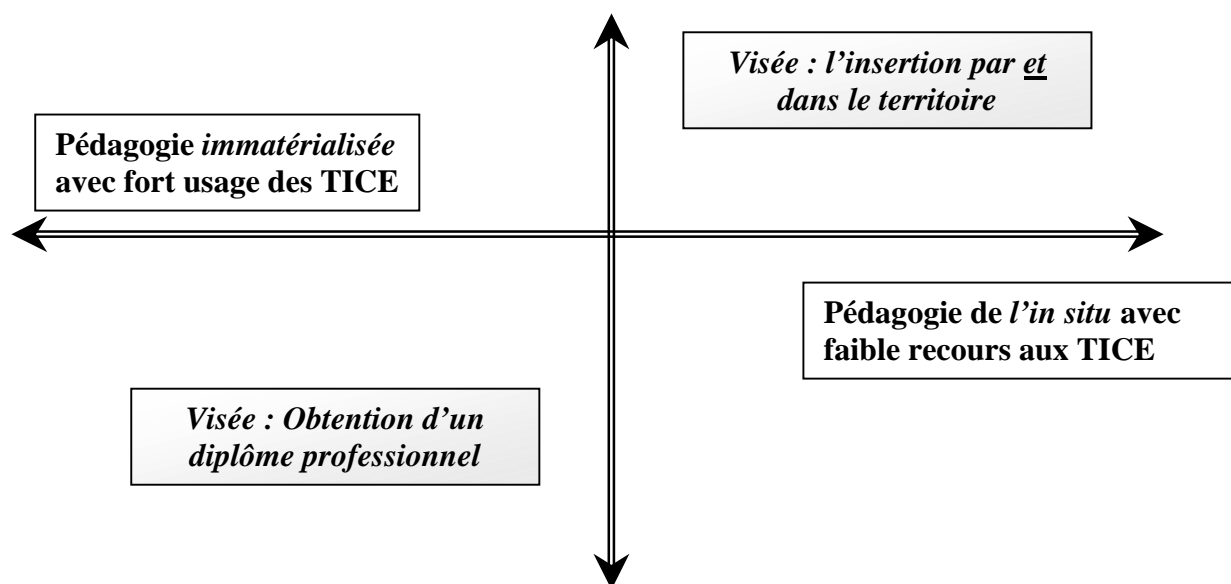 Visée : l’insertion par et
dans le territoire
Pédagogie immatérialisée
avec fort usage des TICE
Pédagogie de l’in situ avec
faible recours aux TICE
Visée : Obtention d’un
diplôme professionnel